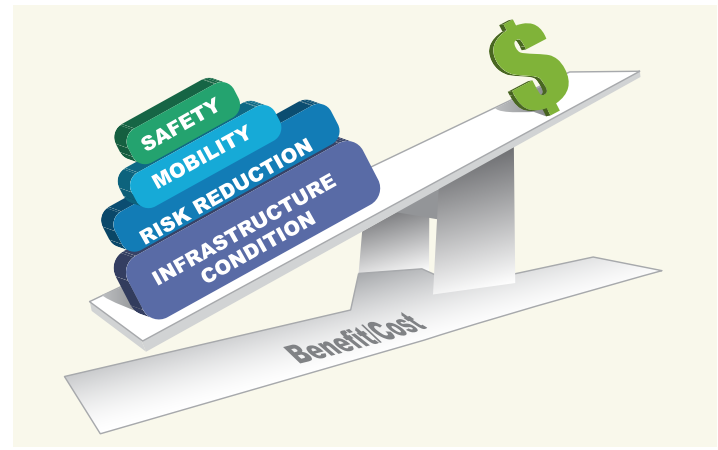 $
SAFETY
MOBILITY
RISK REDUCTION
INFRASTRUCTURE
CONDITION
Benefit/Cost